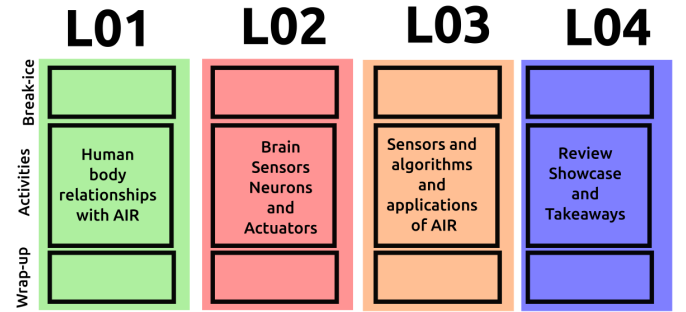 L01
L02
L03
L04
Break-ice
Activities
Human
body
relationships
with AIR
Brain
Sensors
Neurons
and
Actuators
Sensors and
algorithms
and
applications
of AIR
Review
Showcase
and
Takeaways
Wrap-up